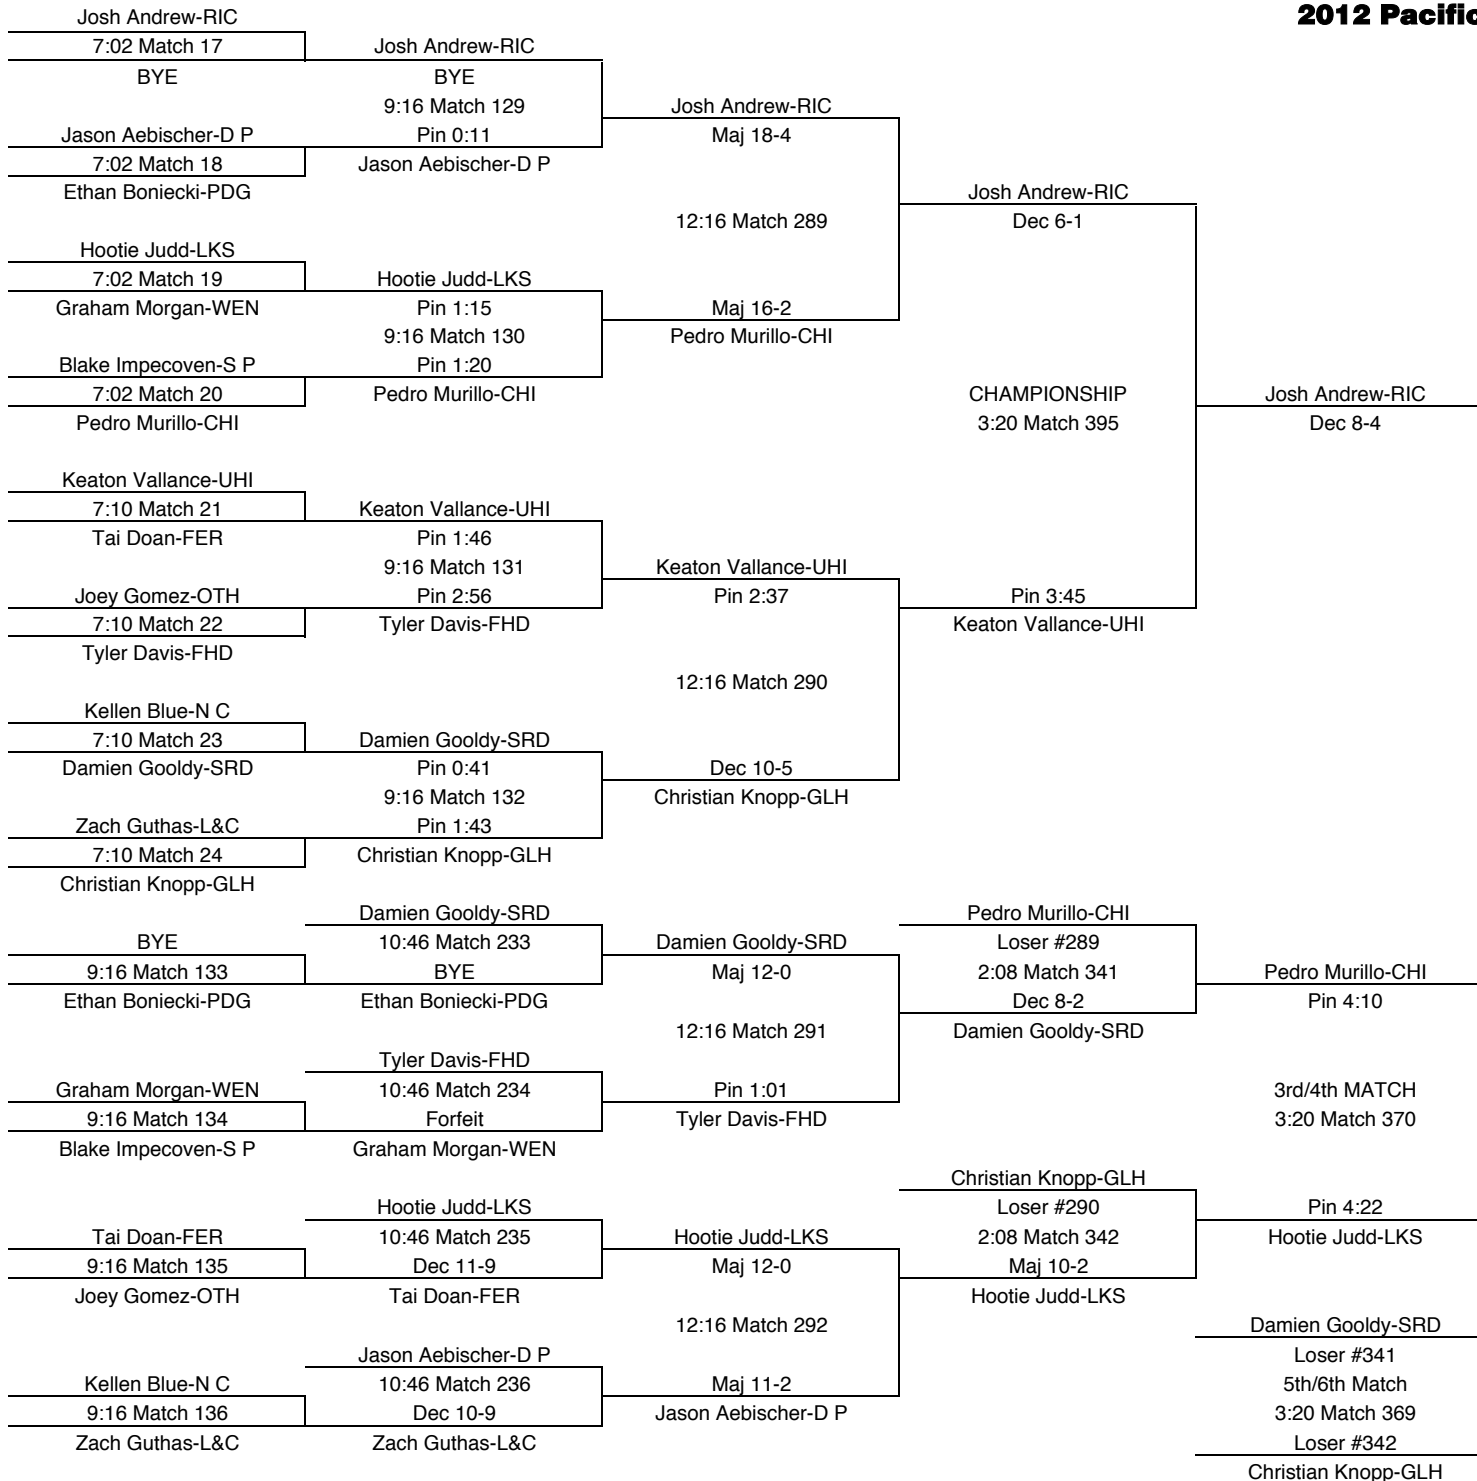 2012 Pacific
Josh Andrew-RIC
7:02 Match 17
BYE
Jason Aebischer-D P
7:02 Match 18
Ethan Boniecki-PDG
Hootie Judd-LKS
7:02 Match 19
Graham Morgan-WEN
Blake Impecoven-S P
7:02 Match 20
Pedro Murillo-CHI
Keaton Vallance-UHI
7:10 Match 21
Tai Doan-FER
Joey Gomez-OTH
7:10 Match 22
Tyler Davis-FHD
Kellen Blue-N C
7:10 Match 23
Damien Gooldy-SRD
Zach Guthas-L&C
7:10 Match 24
Christian Knopp-GLH
Josh Andrew-RIC
BYE
9:16 Match 129
Pin 0:11
Jason Aebischer-D P
Hootie Judd-LKS
Pin 1:15
9:16 Match 130
Pin 1:20
Pedro Murillo-CHI
Keaton Vallance-UHI
Pin 1:46
9:16 Match 131
Pin 2:56
Tyler Davis-FHD
Damien Gooldy-SRD
Pin 0:41
9:16 Match 132
Pin 1:43
Christian Knopp-GLH
Josh Andrew-RIC
Maj 18-4
12:16 Match 289
Maj 16-2
Pedro Murillo-CHI
Keaton Vallance-UHI
Pin 2:37
12:16 Match 290
Dec 10-5
Christian Knopp-GLH
Josh Andrew-RIC
Dec 6-1
CHAMPIONSHIP
3:20 Match 395
Pin 3:45
Keaton Vallance-UHI
Josh Andrew-RIC
Dec 8-4
BYE
9:16 Match 133
Ethan Boniecki-PDG
Graham Morgan-WEN
9:16 Match 134
Blake Impecoven-S P
Tai Doan-FER
9:16 Match 135
Joey Gomez-OTH
Kellen Blue-N C
9:16 Match 136
Zach Guthas-L&C
Damien Gooldy-SRD
10:46 Match 233
BYE
Ethan Boniecki-PDG
Tyler Davis-FHD
10:46 Match 234
Forfeit
Graham Morgan-WEN
Hootie Judd-LKS
10:46 Match 235
Dec 11-9
Tai Doan-FER
Jason Aebischer-D P
10:46 Match 236
Dec 10-9
Zach Guthas-L&C
Damien Gooldy-SRD
Maj 12-0
12:16 Match 291
Pin 1:01
Tyler Davis-FHD
Hootie Judd-LKS
Maj 12-0
12:16 Match 292
Maj 11-2
Jason Aebischer-D P
Pedro Murillo-CHI
Loser #289
2:08 Match 341
Dec 8-2
Damien Gooldy-SRD
Christian Knopp-GLH
Loser #290
2:08 Match 342
Maj 10-2
Hootie Judd-LKS
Pedro Murillo-CHI
Pin 4:10
3rd/4th MATCH
3:20 Match 370
Pin 4:22
Hootie Judd-LKS
Damien Gooldy-SRD
Loser #341
5th/6th Match
3:20 Match 369
Loser #342
Christian Knopp-GLH